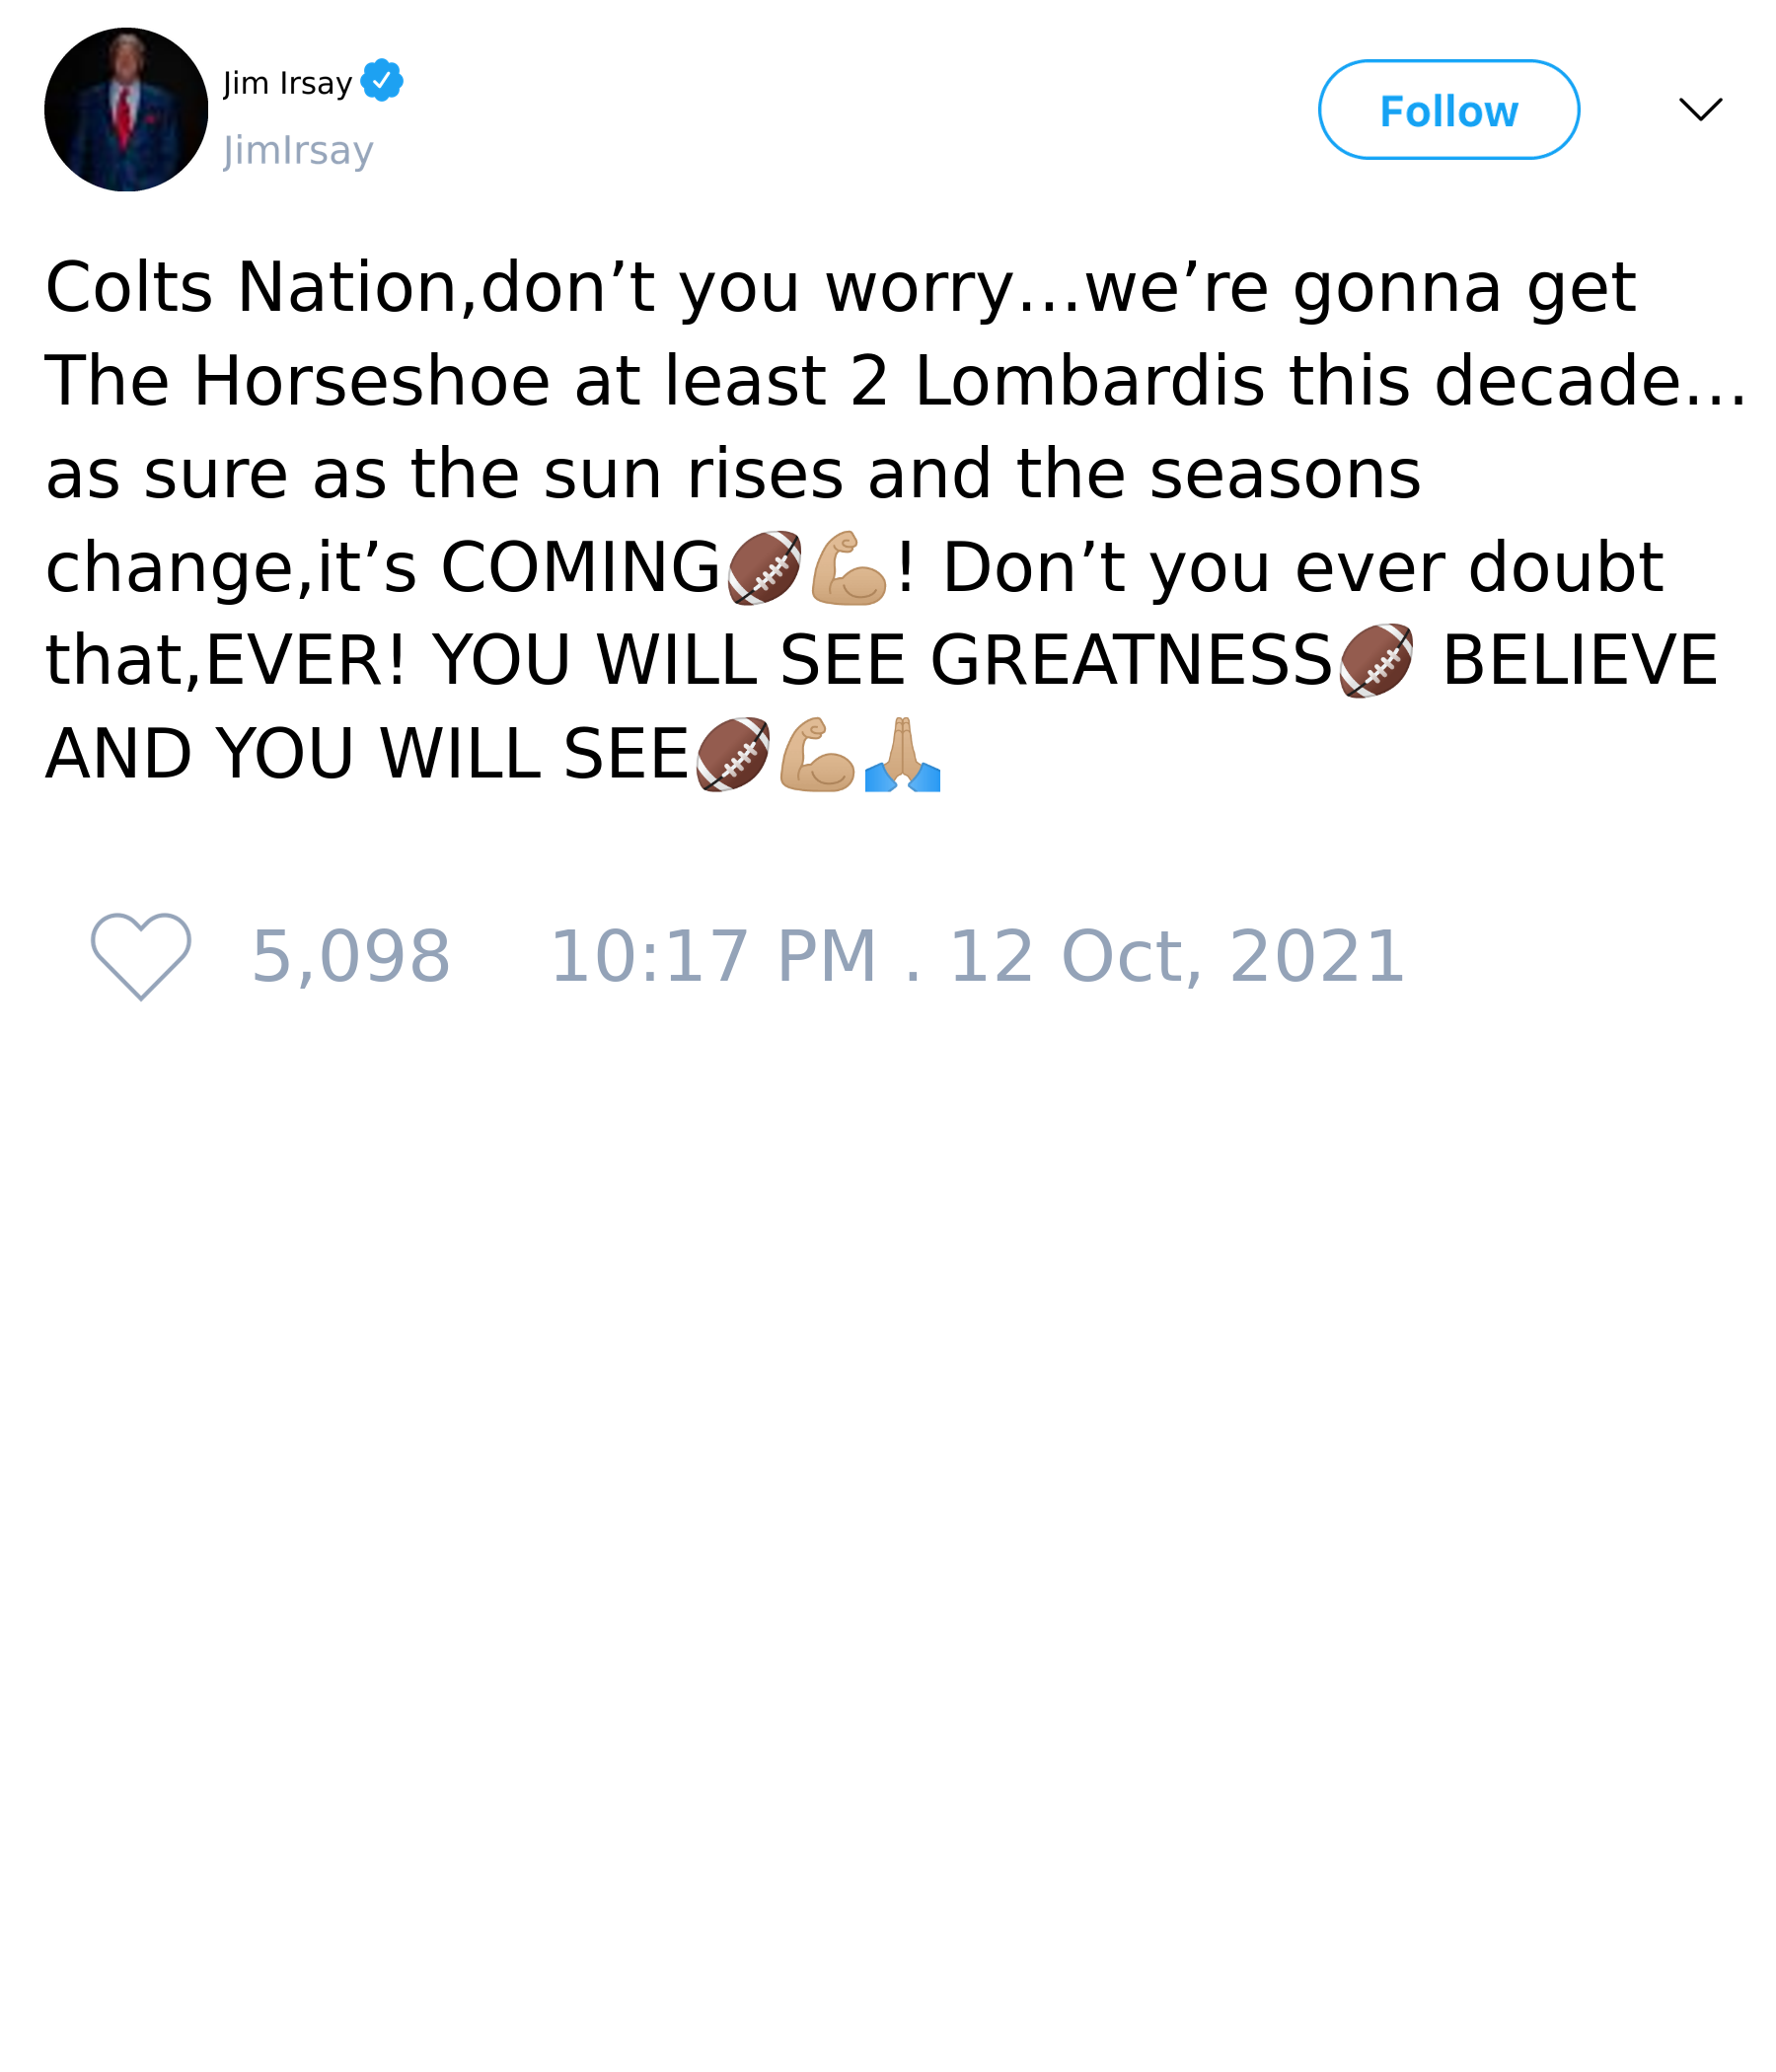 Jim Irsay
JimIrsay
Follow
Colts Nation,don’t you worry...we’re gonna get
The Horseshoe at least 2 Lombardis this decade...
as sure as the sun rises and the seasons
change,it’s COMING🏈💪🏼! Don’t you ever doubt
that,EVER! YOU WILL SEE GREATNESS🏈 BELIEVE
AND YOU WILL SEE🏈💪🏼🙏🏼
5,098 10:17 PM . 12 Oct, 2021